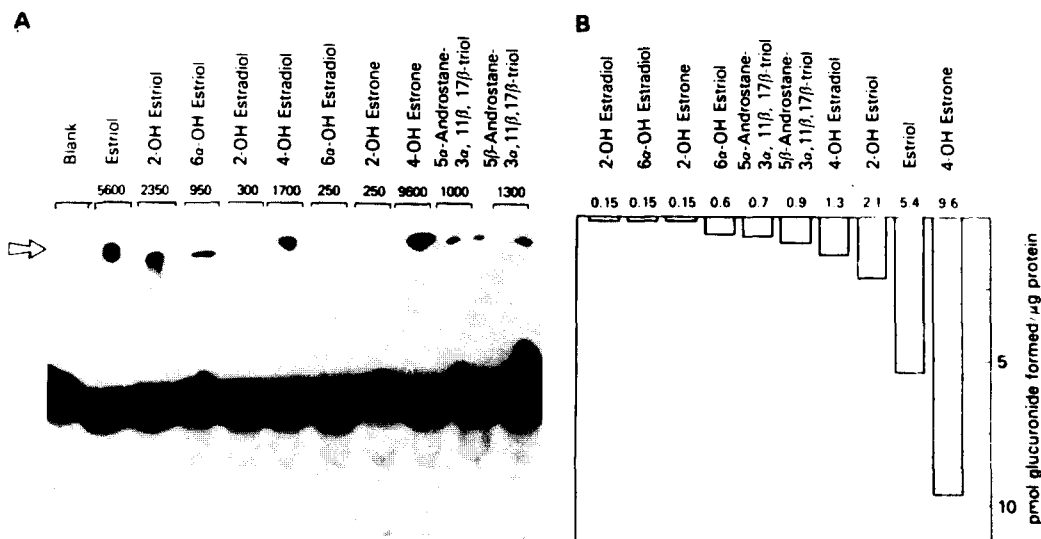 A
Blank
Estriol
2-OH Estriol
6α-OH Estriol
2-OH Estradiol
4-OH Estradiol
6α-OH Estradiol
2-OH Estrone
4-OH Estrone
5α-Androstane-
3α, 11β, 17β-triol
5β-Androstane-
3α, 11β, 17β-triol
5600 2350 950 300 1700 250 250 9800 1000 1300
B
2-OH Estradiol
6α-OH Estradiol
2-OH Estrone
6α-OH Estriol
5α-Androstane-
3α, 11β, 17β-triol
5β-Androstane-
3α, 11β, 17β-triol
4-OH Estradiol
2-OH Estriol
Estriol
4-OH Estrone
0.15 0.15 0.15 0.6 0.7 0.9 1.3 2 1 5 4 9 6
5
10
pmol glucuronide formed/µg protein